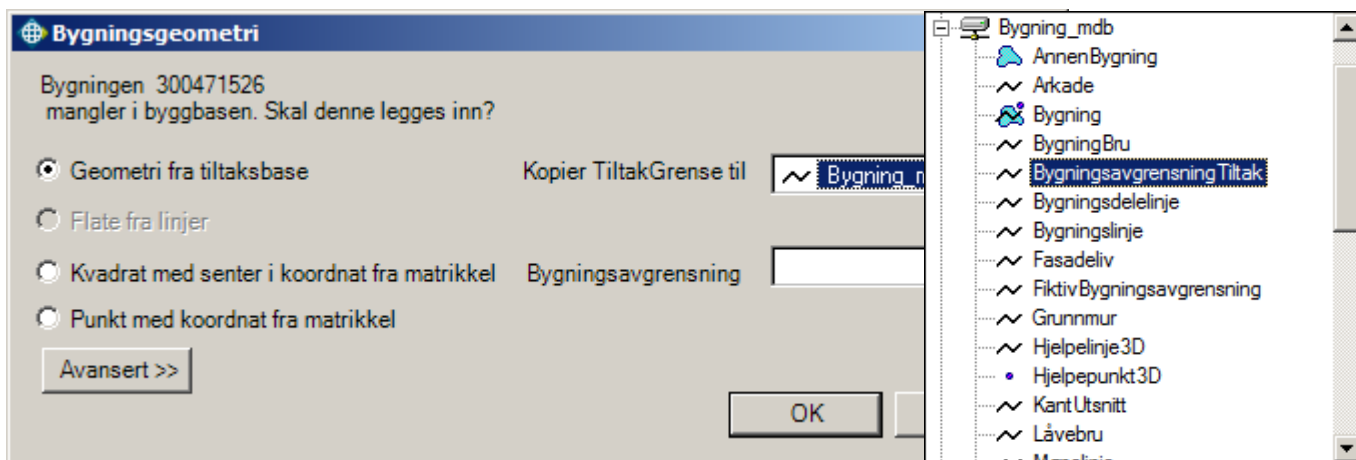 Bygningsgeometri
Bygningen 300471526
mangler i byggbasen. Skal denne legges inn?
Geometri fra tiltaksbase
Kopier TiltakGrense til
Flate fra linjer
Kvadrat med senter i koordnat fra matrikkel
Bygningsavgrensning
Punkt med koordnat fra matrikkel
Avansert >>
OK
Bygning_mdb
AnnenBygning
Arkade
Bygning
BygningBru
BygningsavgrensningTiltak
Bygningsdelelinje
Bygningslinje
Fasadeliv
FiktivBygningsavgrensning
Grunnmur
Hjelpelinje3D
Hjelpepunkt3D
KantUtsnitt
Låvebru